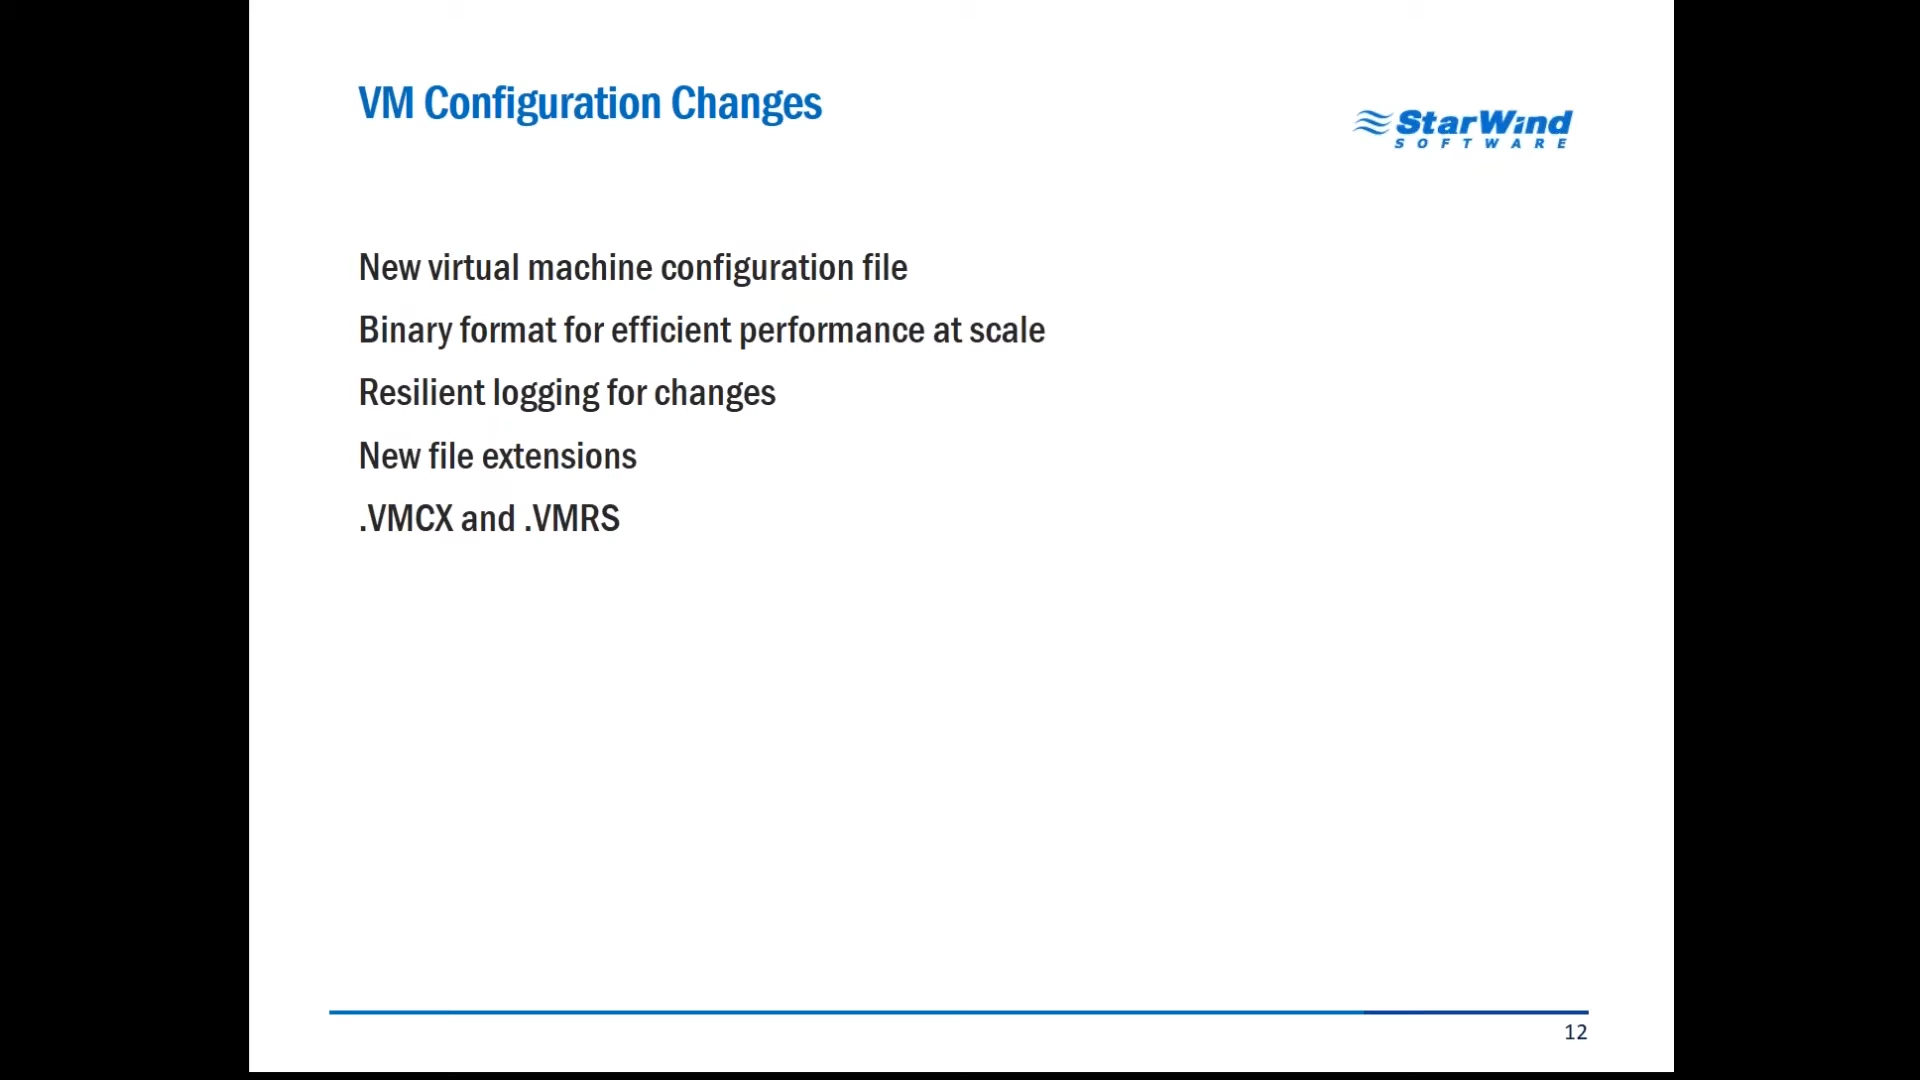 VM Configuration Changes
StarWind
SOFTWARE
New virtual machine configuration file
Binary format for efficient performance at scale
Resilient logging for changes
New file extensions
.VMCX and .VMRS
12